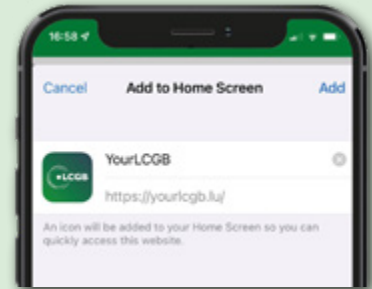 16:58
Cancel Add to Home Screen Add
LCGB
YourLCGB
https://yourlcgb.lu/
An icon will be added to your Home Screen so you can
quickly access this website.